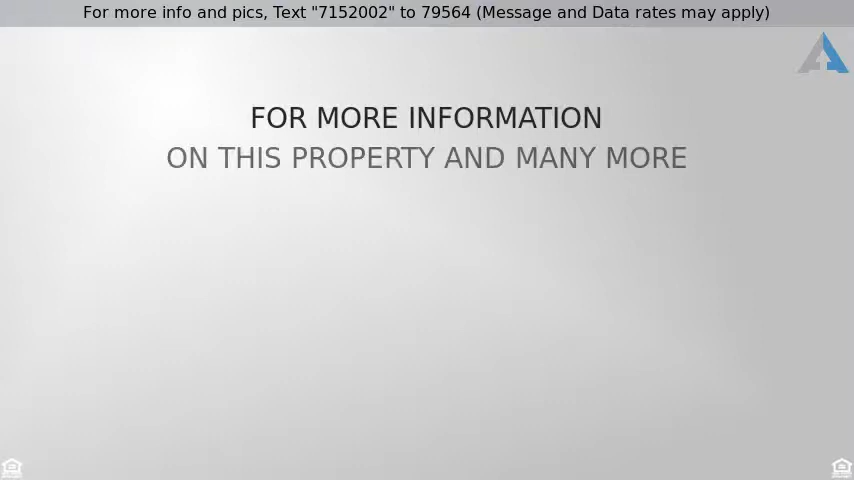 For more info and pics, Text "7152002" to 79564 (Message and Data rates may apply)
FOR MORE INFORMATION
ON THIS PROPERTY AND MANY MORE